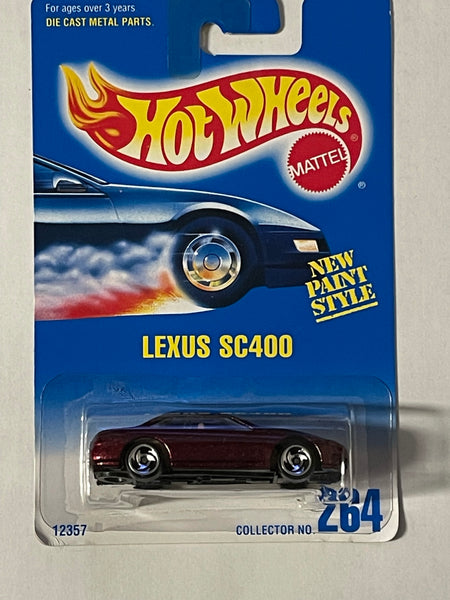 For ages over 3 years
DIE CAST METAL PARTS.
HOT WHEELS
MATTEL
®
NEW
PAINT
STYLE
LEXUS SC400
12357
COLLECTOR NO. 264